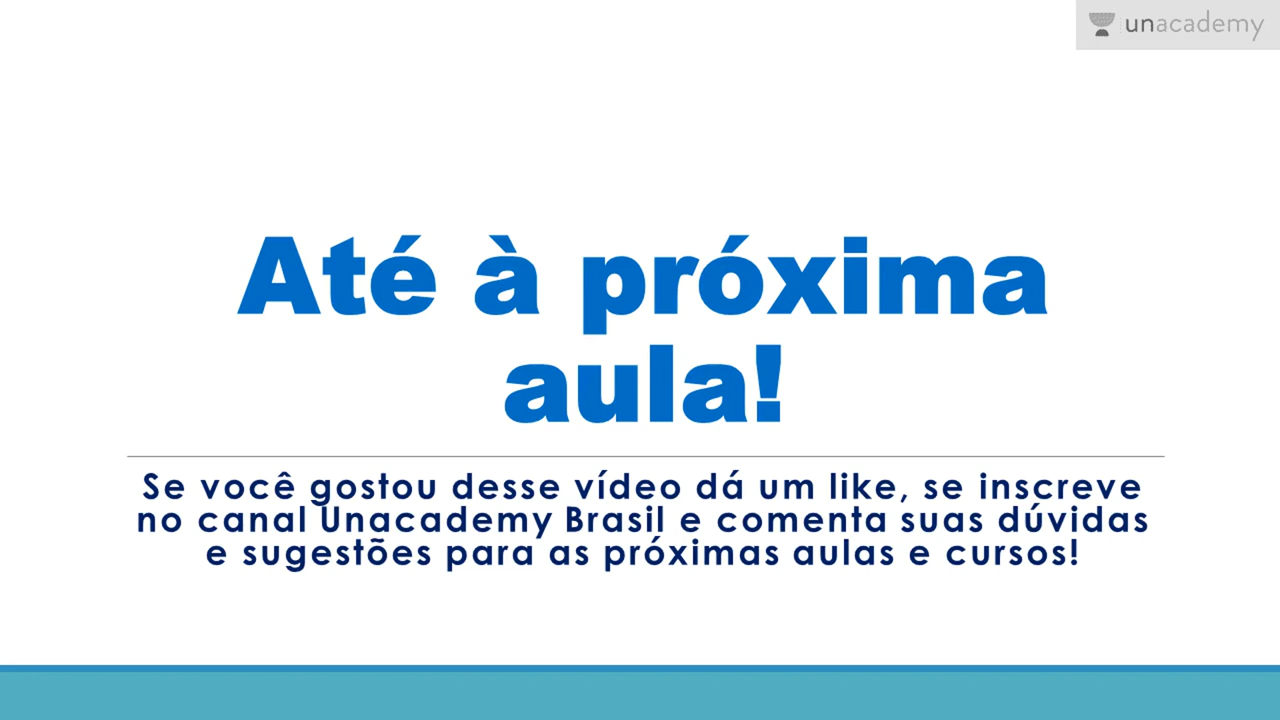 unacademy
Até à próxima
aula!
Se você gostou desse vídeo dá um like, se inscreve
no canal Unacademy Brasil e comenta suas dúvidas
e sugestões para as próximas aulas e cursos!